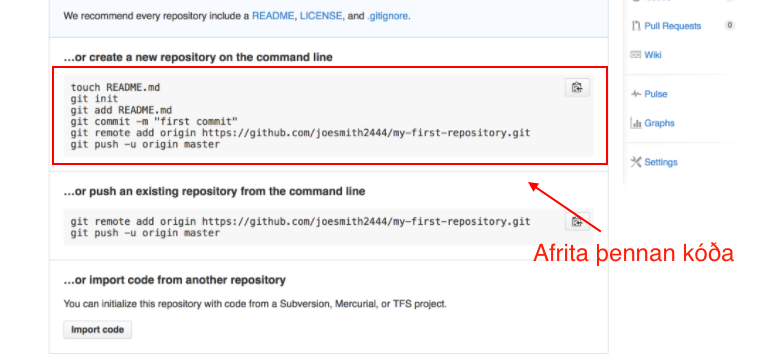 We recommend every repository include a README, LICENSE, and .gitignore.
…or create a new repository on the command line
touch README.md
git init
git add README.md
git commit -m "first commit"
git remote add origin https://github.com/joesmith2444/my-first-repository.git
git push -u origin master
…or push an existing repository from the command line
git remote add origin https://github.com/joesmith2444/my-first-repository.git
git push -u origin master
Afrita þennan kóða
…or import code from another repository
You can initialize this repository with code from a Subversion, Mercurial, or TFS project.
Import code
Pull Requests 0
Wiki
Pulse
Graphs
Settings